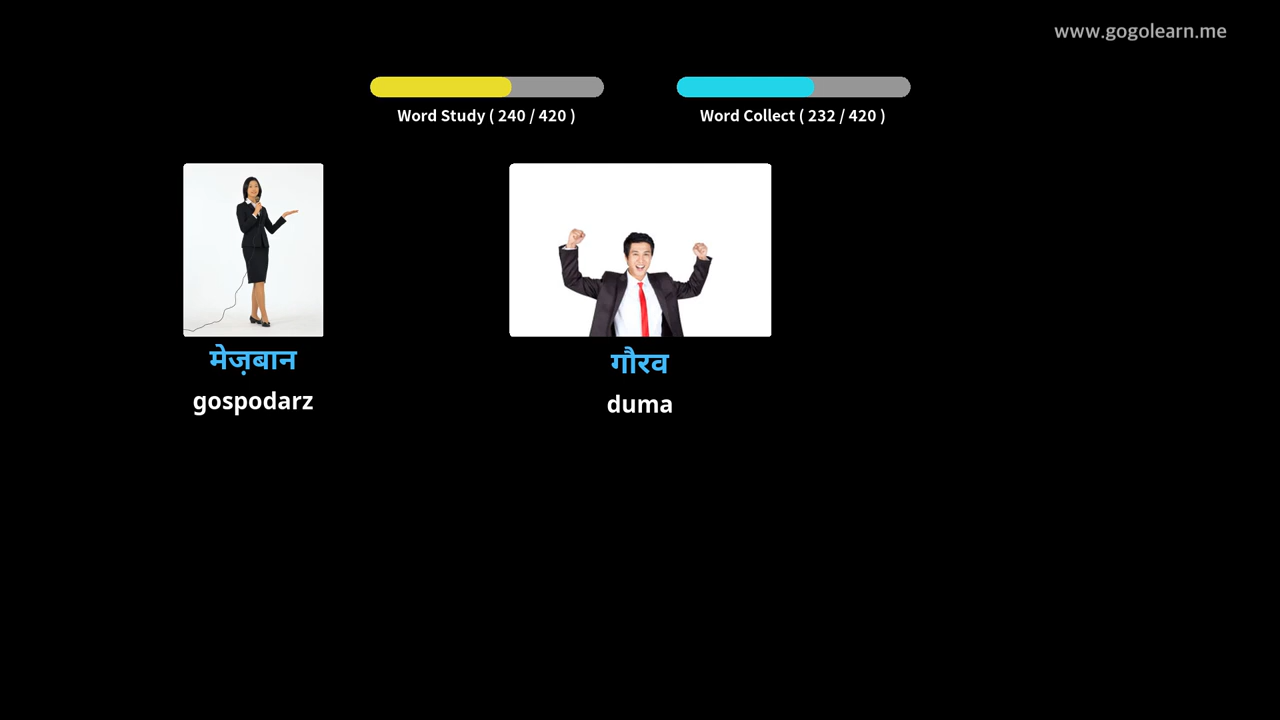 www.gogolearn.me
Word Study ( 240 / 420 )
Word Collect ( 232 / 420 )
मेज़बान
gospodarz
गौरव
duma